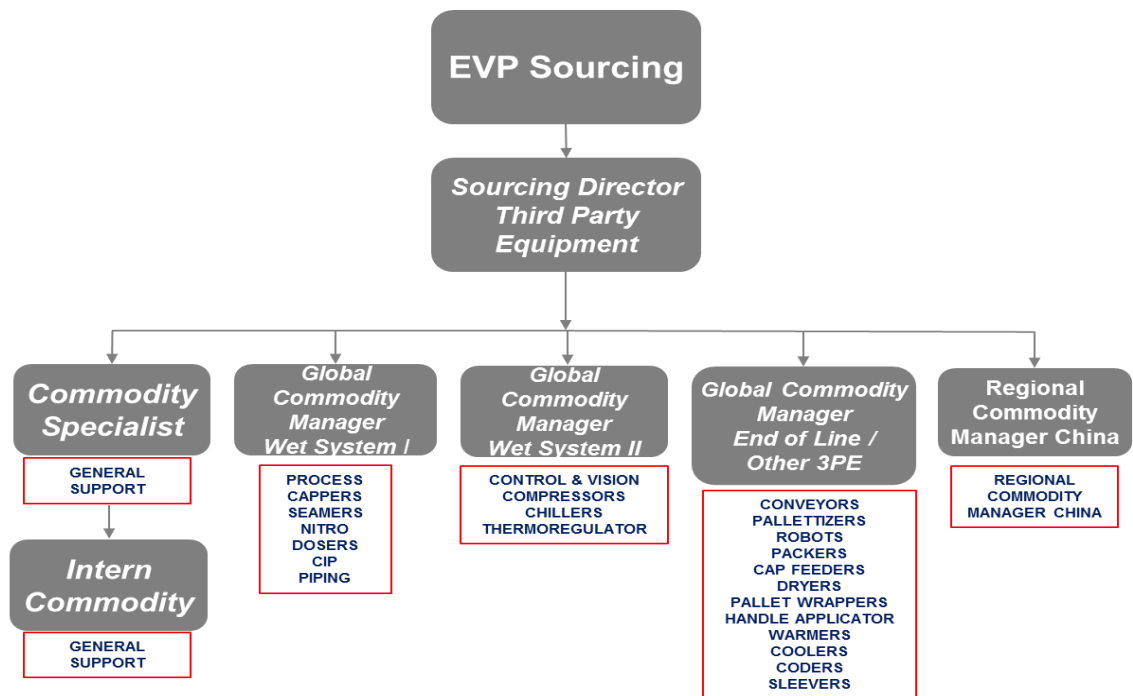 EVP Sourcing
Sourcing Director
Third Party
Equipment
Commodity
Specialist
GENERAL
SUPPORT
Intern
Commodity
GENERAL
SUPPORT
Global
Commodity
Manager
Wet System I
PROCESS
CAPPERS
SEAMERS
NITRO
DOSERS
CIP
PIPING
Global
Commodity
Manager
Wet System II
CONTROL & VISION
COMPRESSORS
CHILLERS
THERMOREGULATOR
Global Commodity
Manager
End of Line /
Other 3PE
CONVEYORS
PALLETTIZERS
ROBOTS
PACKERS
CAP FEEDERS
DRYERS
PALLET WRAPPERS
HANDLE APPLICATOR
WARMERS
COOLERS
CODERS
SLEEVERS
Regional
Commodity
Manager China
REGIONAL
COMMODITY
MANAGER CHINA